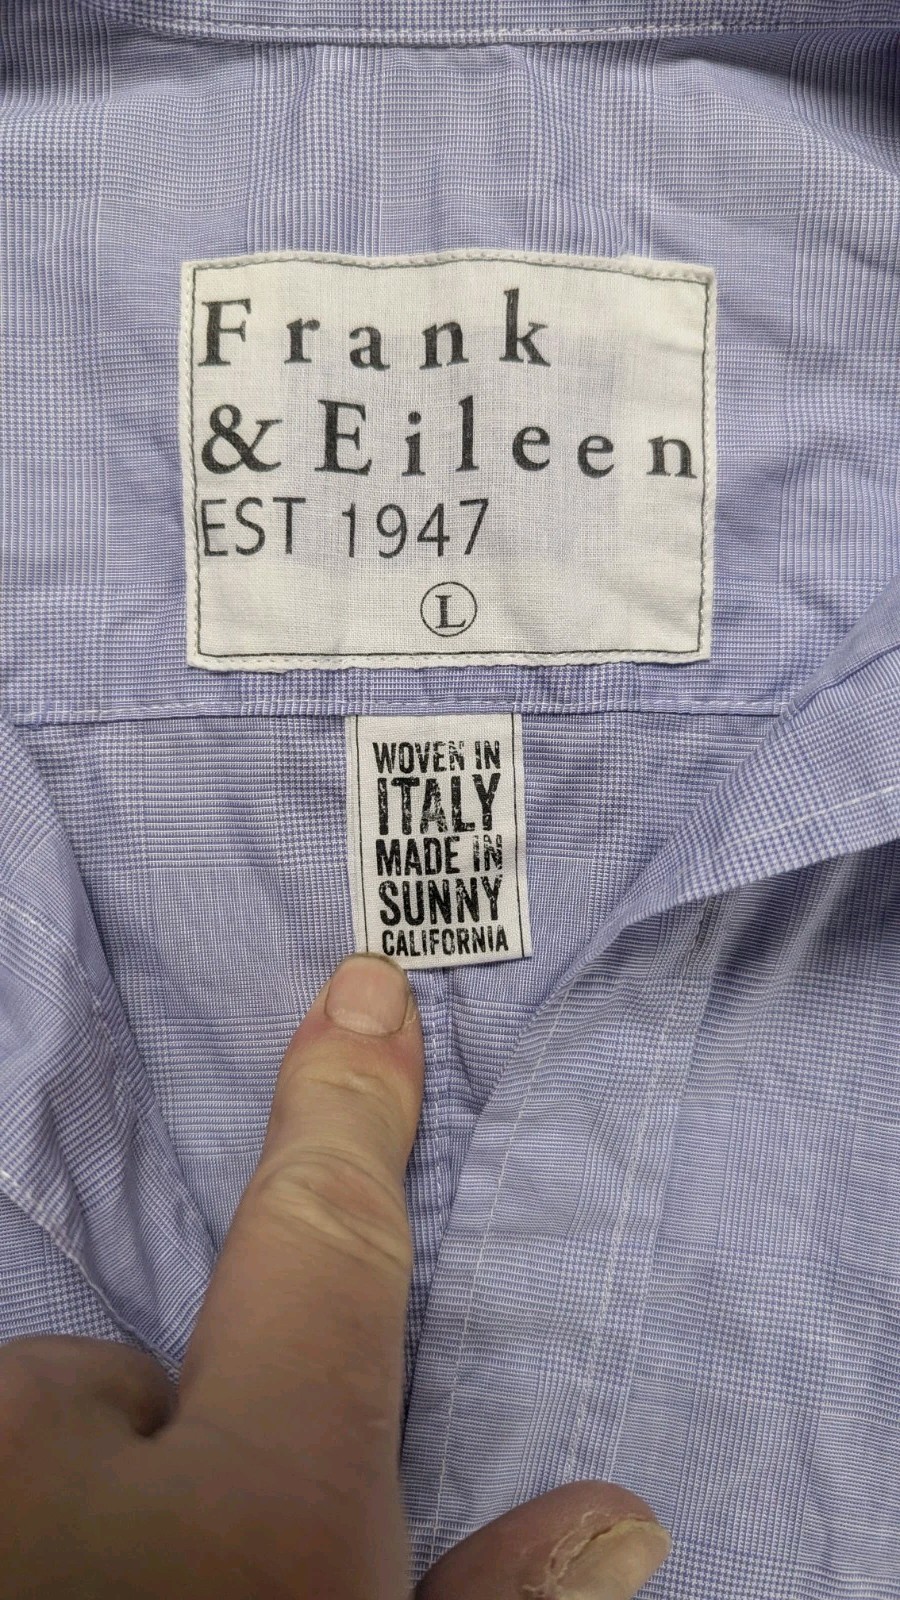 Frank
& Eileen
EST 1947
L
WOVEN IN
ITALY
MADE IN
SUNNY
CALIFORNIA